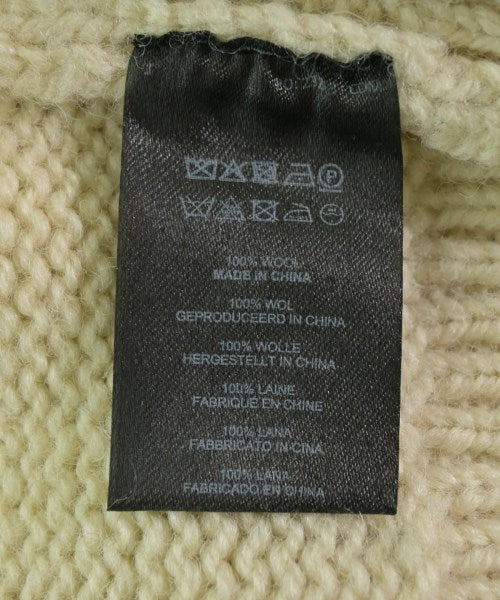 P
100% WOOL
MADE IN CHINA
100% WOL
GEPRODUCEERD IN CHINA
100% WOLLE
HERGESTELLT IN CHINA
100% LAINE
FABRIQUÉ EN CHINE
100% LANA
FABBRICATO IN CINA
100% LANA
FABRICADO EN CHINA